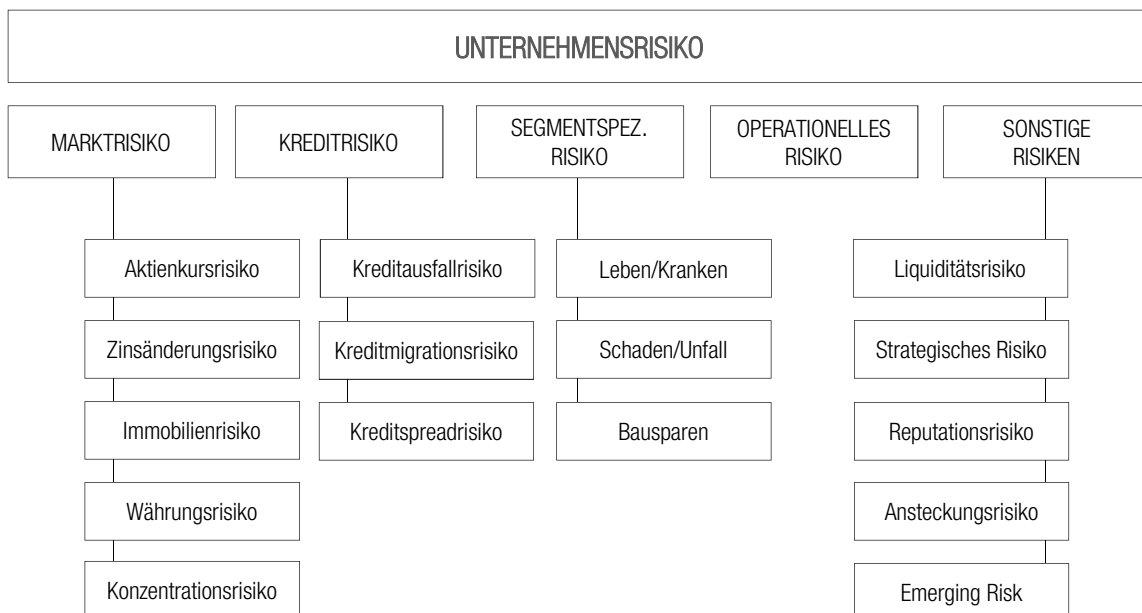 UNTERNEHMENSRISIKO
MARKTRISIKO
KREDITRISIKO
SEGMENTSPEZ.
RISIKO
OPERATIONELLES
RISIKO
SONSTIGE
RISIKEN
Aktienkursrisiko
Zinsänderungsrisiko
Immobilienrisiko
Währungsrisiko
Konzentrationsrisiko
Kreditausfallrisiko
Kreditmigrationsrisiko
Kreditspreadrisiko
Leben/Kranken
Schaden/Unfall
Bausparen
Liquiditätsrisiko
Strategisches Risiko
Reputationsrisiko
Ansteckungsrisiko
Emerging Risk